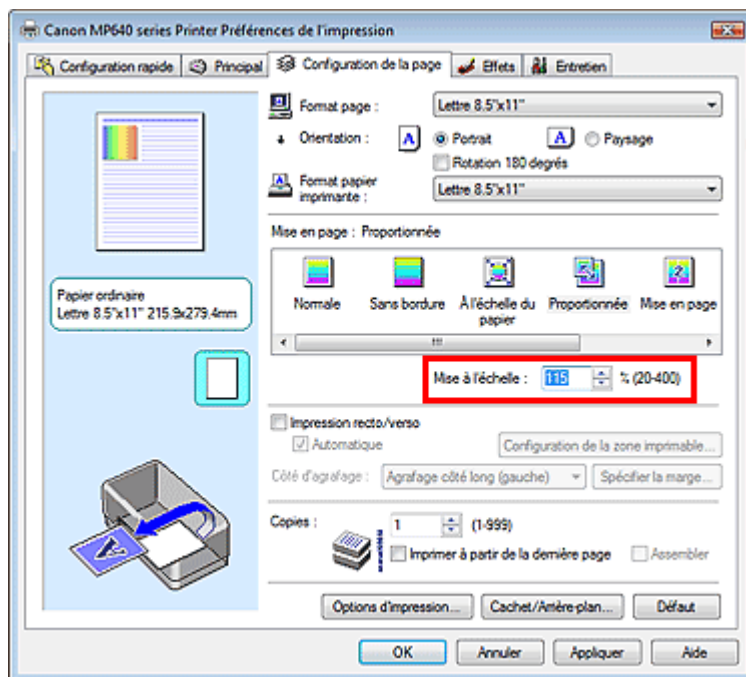 Canon MP640 series Printer Préférences de l'impression
Configuration rapide Principal Configuration de la page Effets Entretien
Format page : Lettre 8.5"x11"
Orientation : A Portrait A Paysage
Rotation 180 degrés
Format papier imprimante : Lettre 8.5"x11"
Mise en page : Proportionnée
Normale Sans bordure À l'échelle du papier Proportionnée Mise en page
Papier ordinaire
Lettre 8.5"x11" 215.9x279.4mm
Mise à l'échelle : 115 % (20-400)
Impression recto/verso
Automatique Configuration de la zone imprimable...
Côté d'agrafage : Agrafage côté long (gauche) Spécifier la marge...
Copies : 1 (1-999)
Imprimer à partir de la dernière page Assembler
Options d'impression... Cachet/Arrière-plan... Défaut
OK Annuler Appliquer Aide